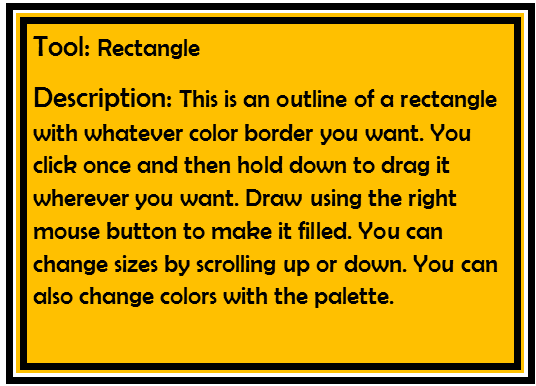 Tool: Rectangle
Description: This is an outline of a rectangle
with whatever color border you want. You
click once and then hold down to drag it
wherever you want. Draw using the right
mouse button to make it filled. You can
change sizes by scrolling up or down. You can
also change colors with the palette.